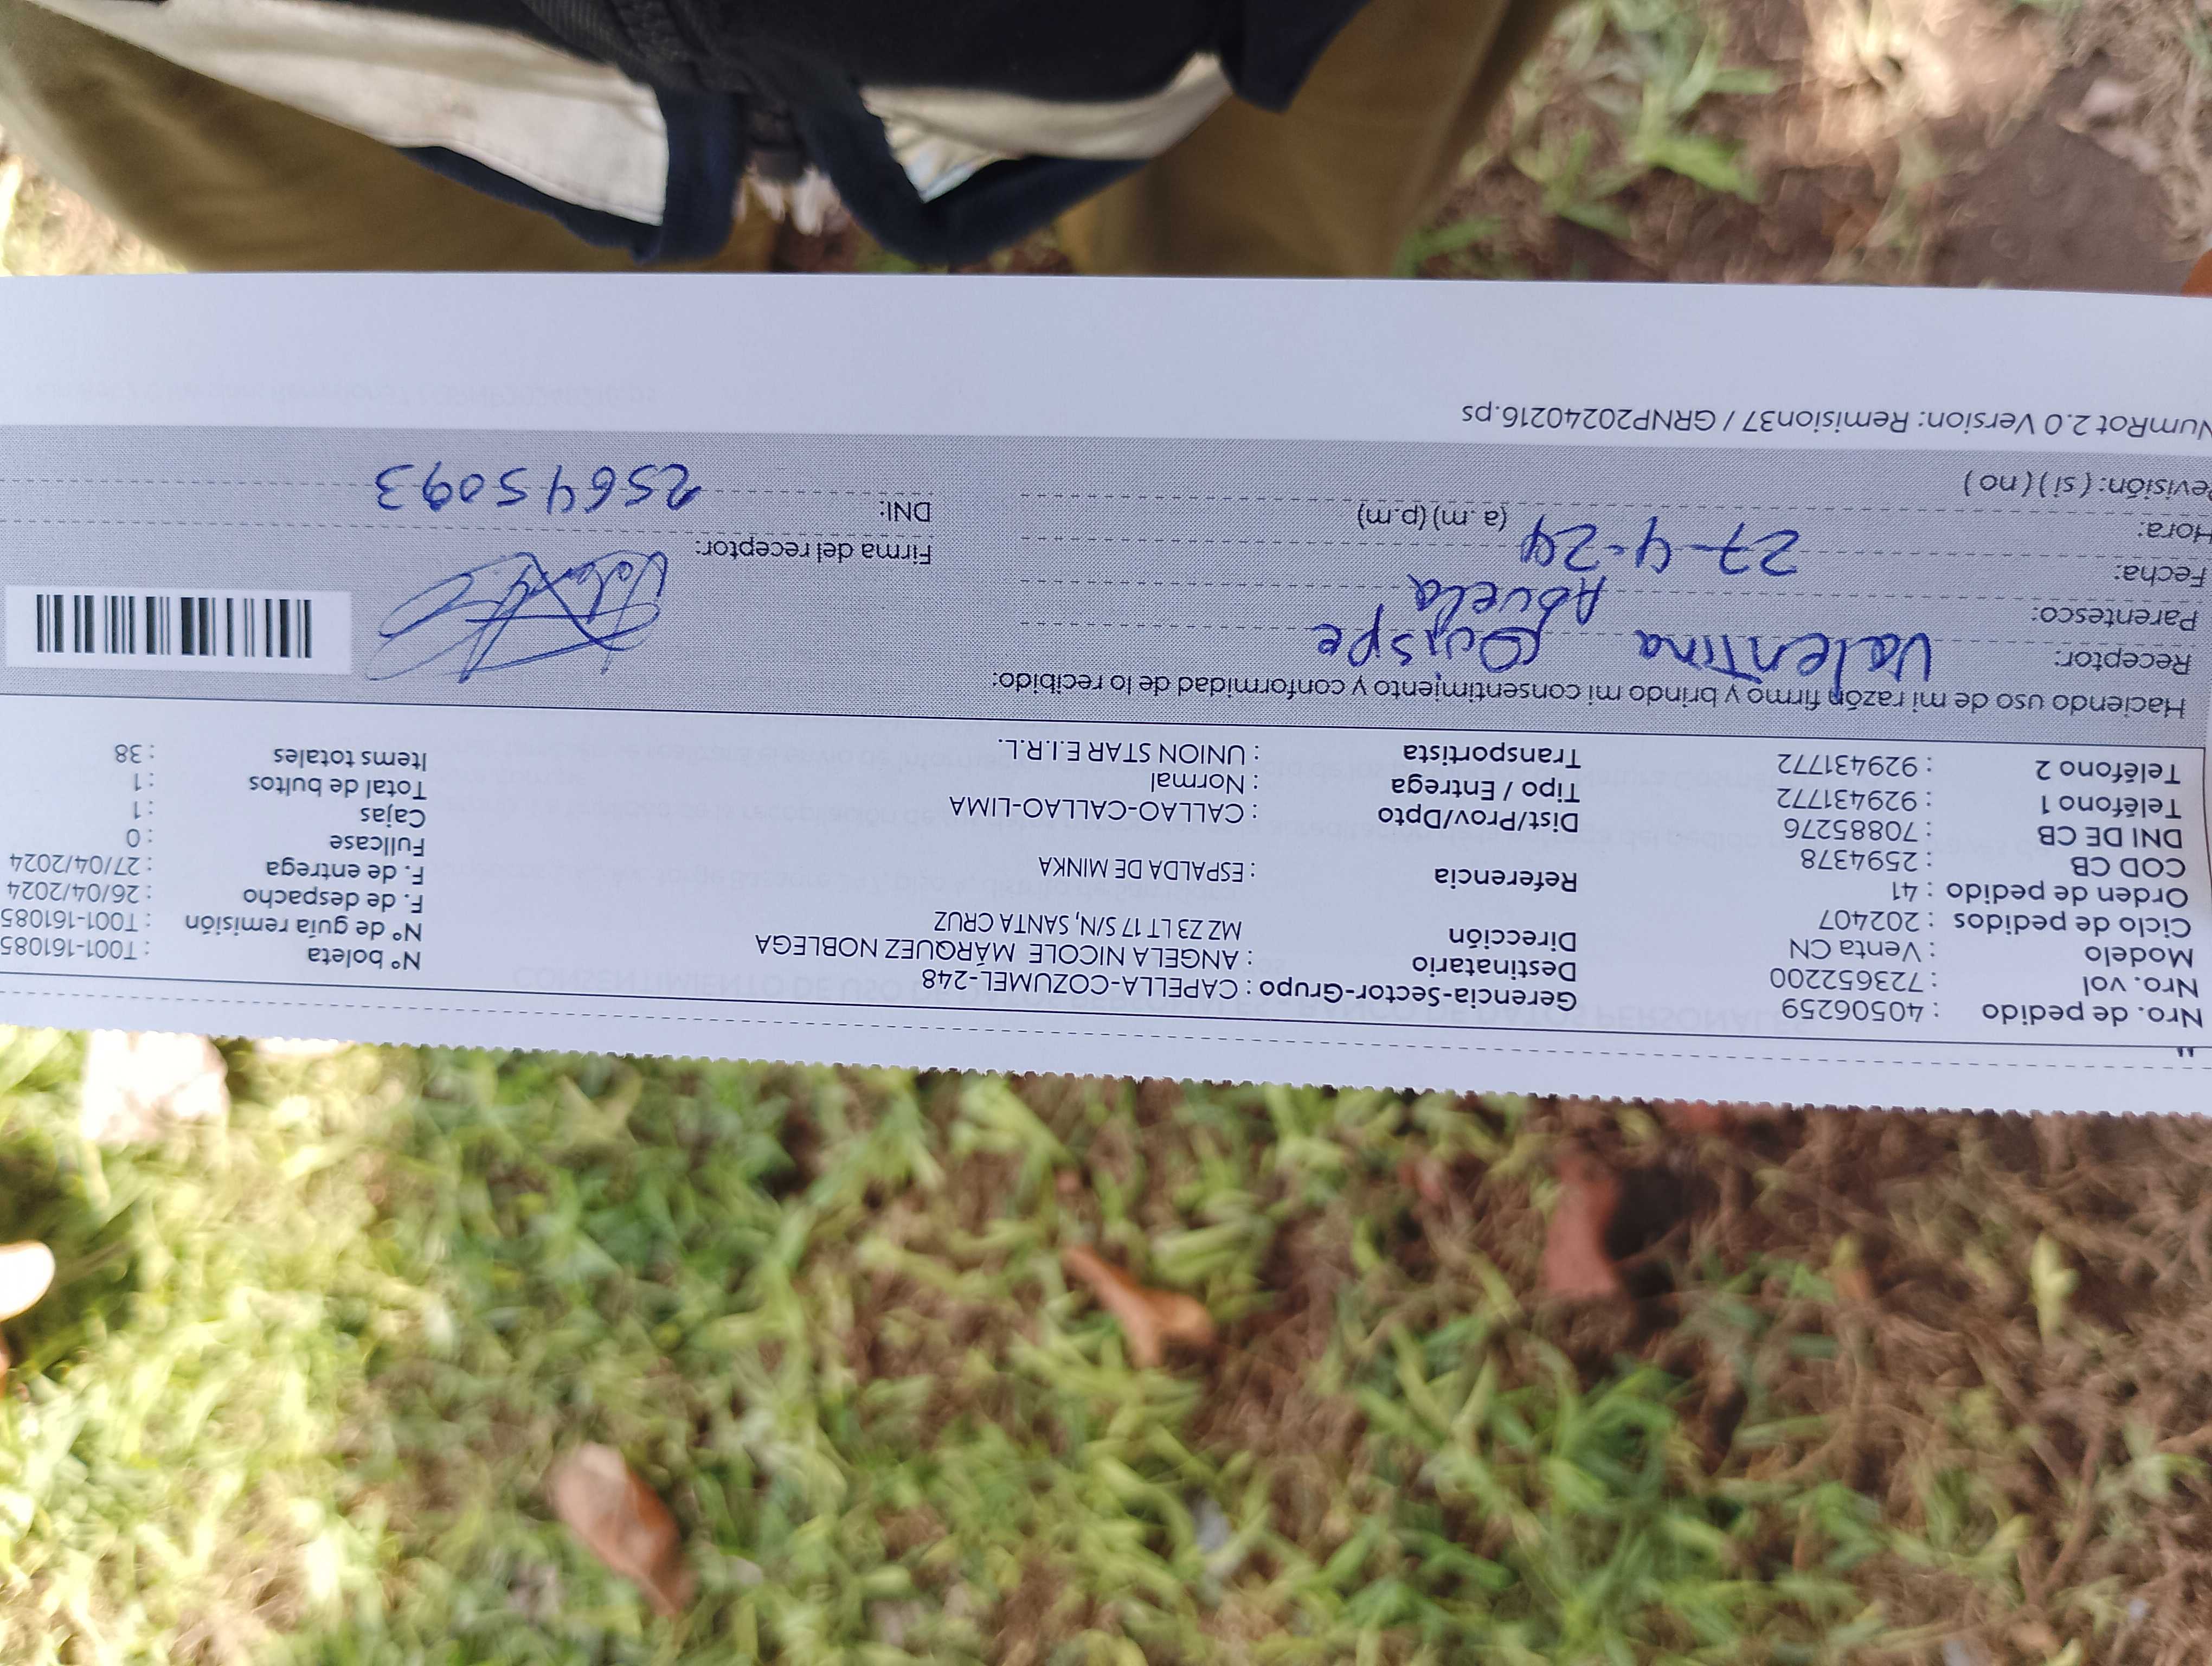 Nro. de pedido : 40506259
Nro. vol : 723652200
Modelo : Venta CN
Ciclo de pedidos : 202407
Orden de pedido : 41
COD CB : 2594378
DNI DE CB : 70885276
Teléfono 1 : 929431772
Teléfono 2 : 929431772
Gerencia-Sector-Grupo : CAPELLA-COZUMEL-248
Destinatario : ANGELA NICOLE MÁRQUEZ NOBLEGA
Dirección MZ Z3 LT 17 S/N, SANTA CRUZ
Referencia : ESPALDA DE MINKA
Dist/Prov/Dpto : CALLAO-CALLAO-LIMA
Tipo / Entrega : Normal
Transportista : UNION STAR E.I.R.L.
Nº boleta : T001-161085
Nº de guía remisión : T001-161085
F. de despacho : 26/04/2024
F. de entrega : 27/04/2024
Fullcase : 0
Cajas : 1
Total de bultos : 1
Items totales : 38
Haciendo uso de mi razón firmo y brindo mi consentimiento y conformidad de lo recibido:
Receptor: Valentina Quispe
Parentesco: Abuela
Fecha: 27-4-24
Hora: (a.m) (p.m)
Revisión: ( si ) ( no )
Firma del receptor:
DNI: 25645093
NumRot 2.0 Version: Remision37 / GRNP20240216.ps